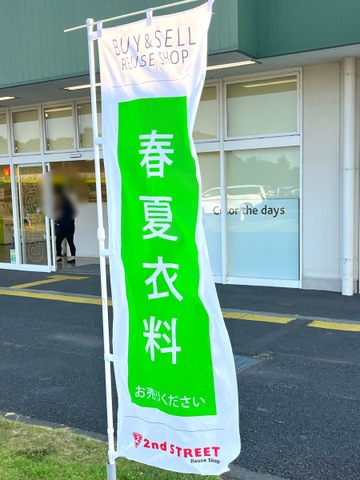 BUY & SELL
REUSE SHOP
春夏衣料
お売りください
2nd STREET
Reuse Shop
Color the days